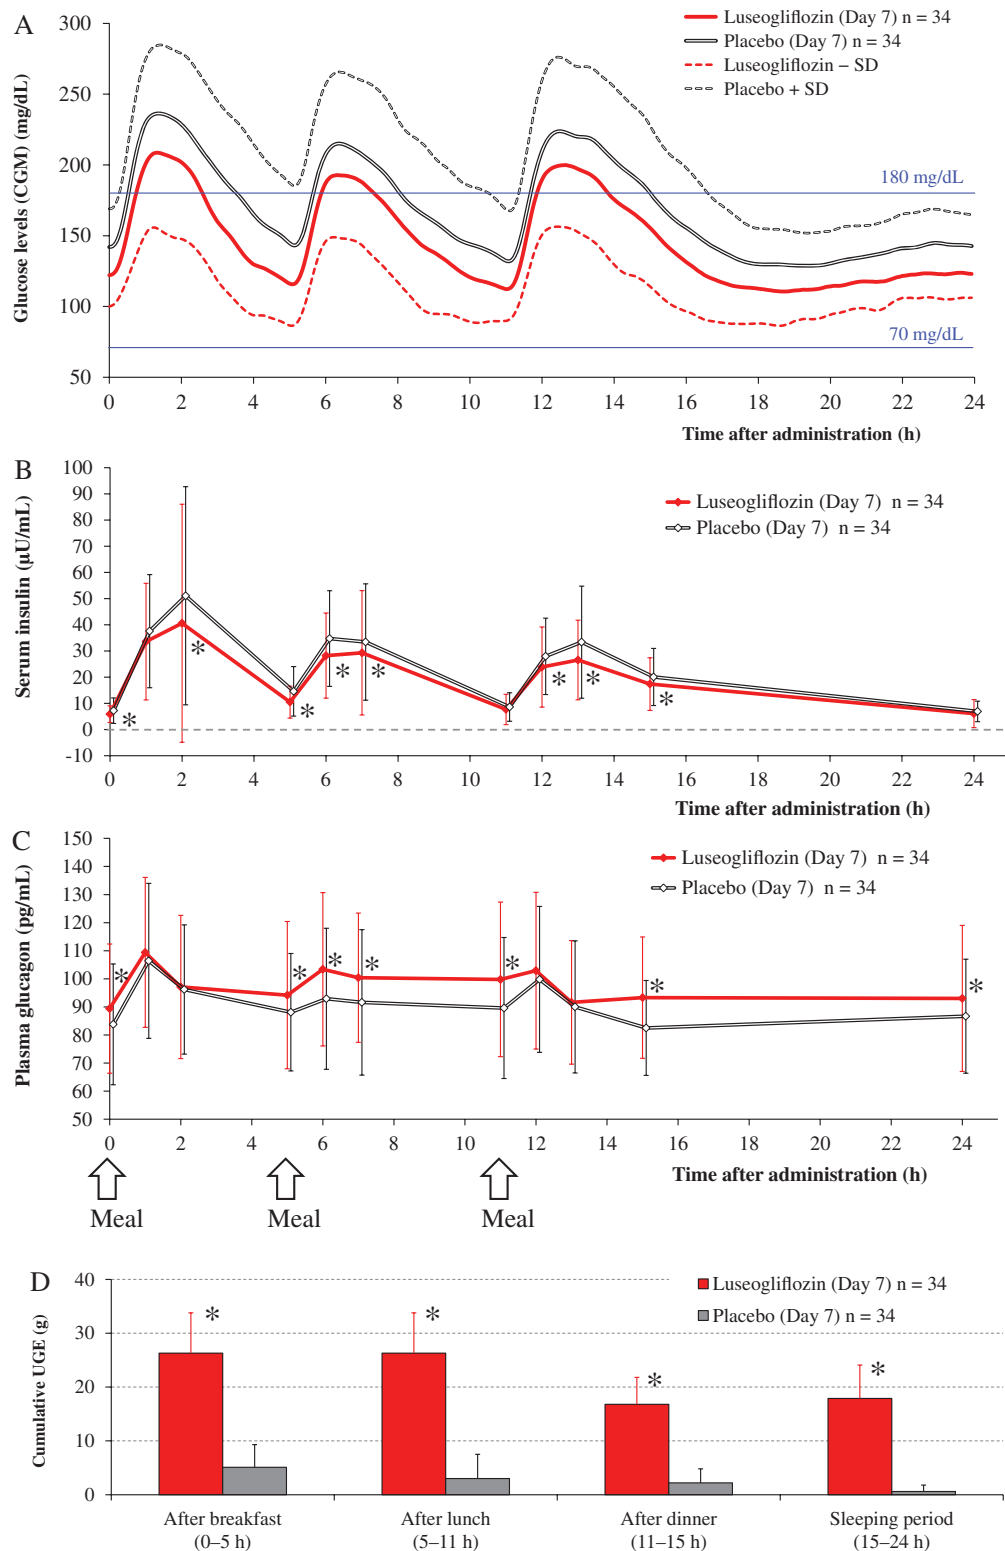 A
Luseogliflozin (Day 7) n = 34
Placebo (Day 7) n = 34
Luseogliflozin – SD
Placebo + SD
Glucose levels (CGM) (mg/dL)
300
250
200
150
100
50
180 mg/dL
70 mg/dL
0 2 4 6 8 10 12 14 16 18 20 22 24
Time after administration (h)
B
Luseogliflozin (Day 7) n = 34
Placebo (Day 7) n = 34
Serum insulin (µU/mL)
100
90
80
70
60
50
40
30
20
10
0
-10
* * * * * * * *
0 2 4 6 8 10 12 14 16 18 20 22 24
Time after administration (h)
C
Luseogliflozin (Day 7) n = 34
Placebo (Day 7) n = 34
Plasma glucagon (pg/mL)
150
140
130
120
110
100
90
80
70
60
50
* * * * * * *
0 2 4 6 8 10 12 14 16 18 20 22 24
Time after administration (h)
Meal Meal Meal
D
Luseogliflozin (Day 7) n = 34
Placebo (Day 7) n = 34
Cumulative UGE (g)
40
30
20
10
0
* * * *
After breakfast After lunch After dinner Sleeping period
(0–5 h) (5–11 h) (11–15 h) (15–24 h)